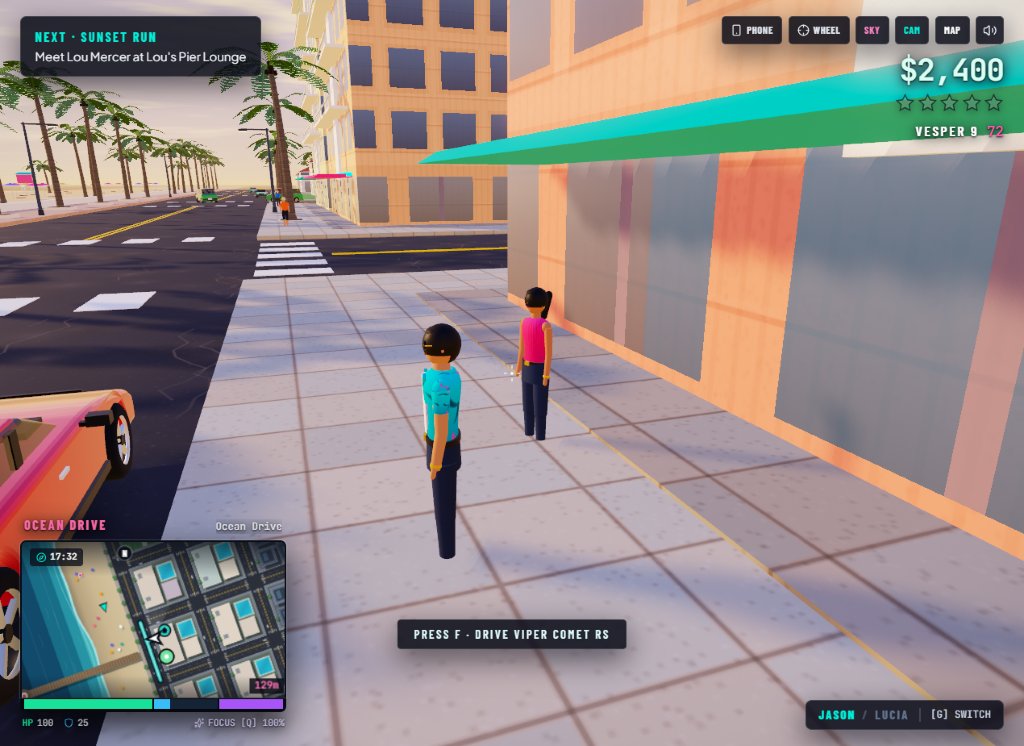 NEXT · SUNSET RUN
Meet Lou Mercer at Lou's Pier Lounge
PHONE
WHEEL
SKY
CAM
MAP
$2,400
VESPER 9 72
OCEAN DRIVE
Ocean Drive
17:32
N
129m
HP 100
25
FOCUS [Q] 100%
PRESS F · DRIVE VIPER COMET RS
JASON / LUCIA
[G] SWITCH